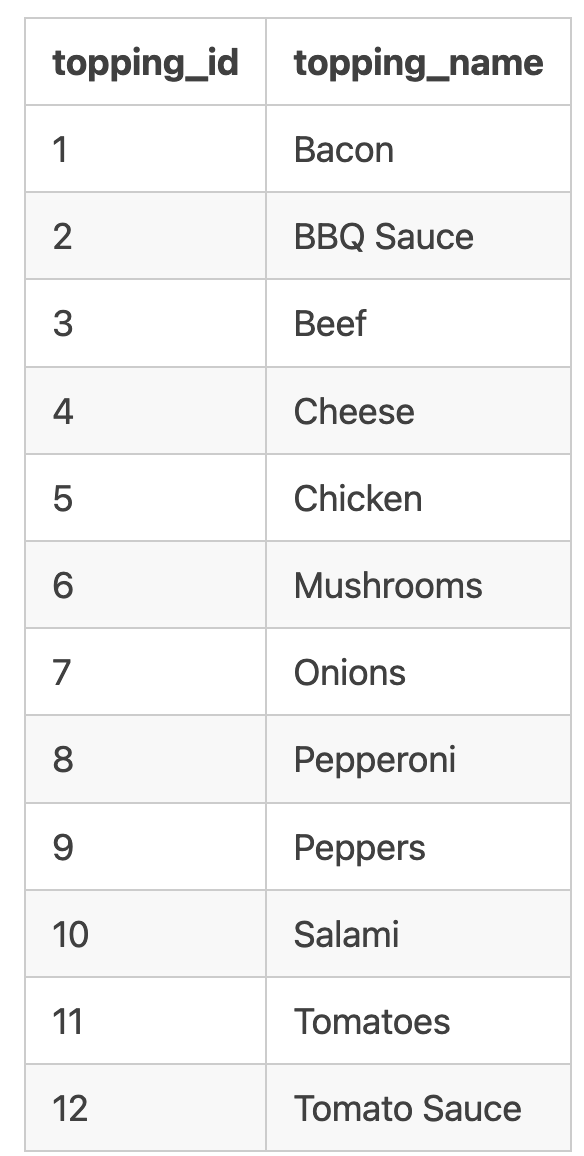 topping_id topping_name
1 Bacon
2 BBQ Sauce
3 Beef
4 Cheese
5 Chicken
6 Mushrooms
7 Onions
8 Pepperoni
9 Peppers
10 Salami
11 Tomatoes
12 Tomato Sauce